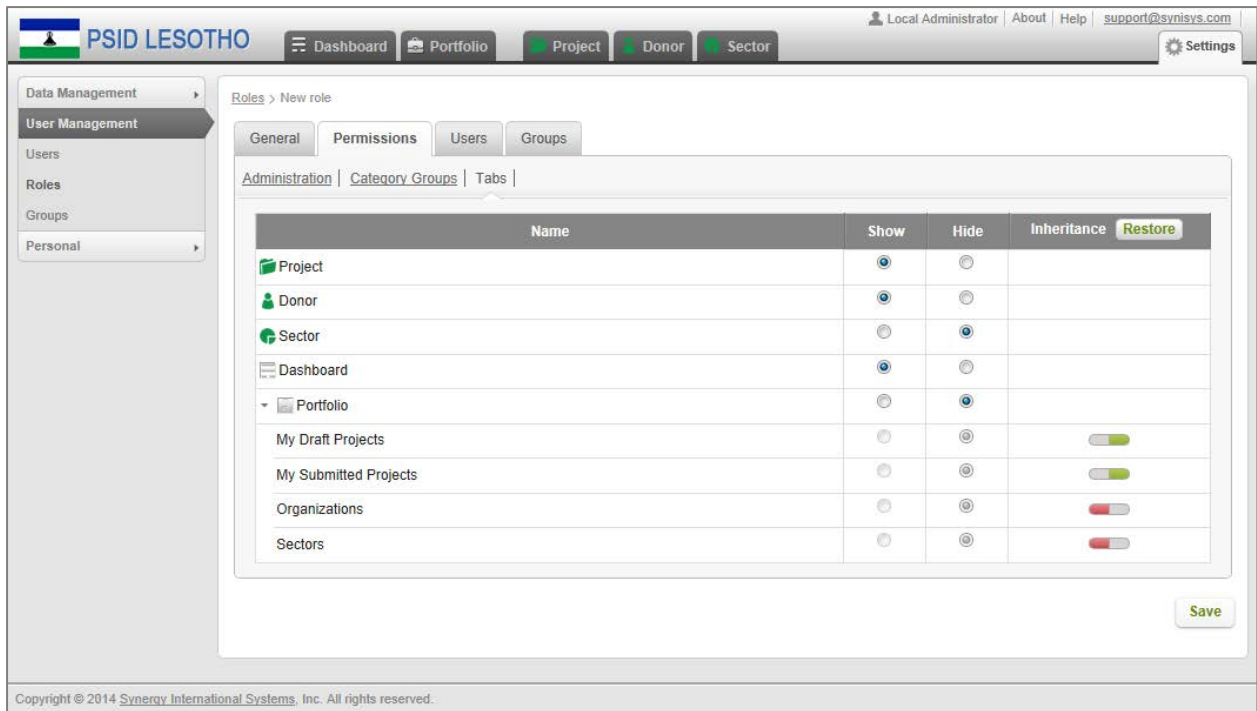 Local Administrator | About | Help | support@synisys.com |
PSID LESOTHO
Dashboard
Portfolio
Project
Donor
Sector
Settings
Data Management
User Management
Users
Roles
Groups
Personal
Roles > New role
General
Permissions
Users
Groups
Administration | Category Groups | Tabs |
Name Show Hide Inheritance Restore
Project
Donor
Sector
Dashboard
Portfolio
My Draft Projects
My Submitted Projects
Organizations
Sectors
Save
Copyright © 2014 Synergy International Systems, Inc. All rights reserved.